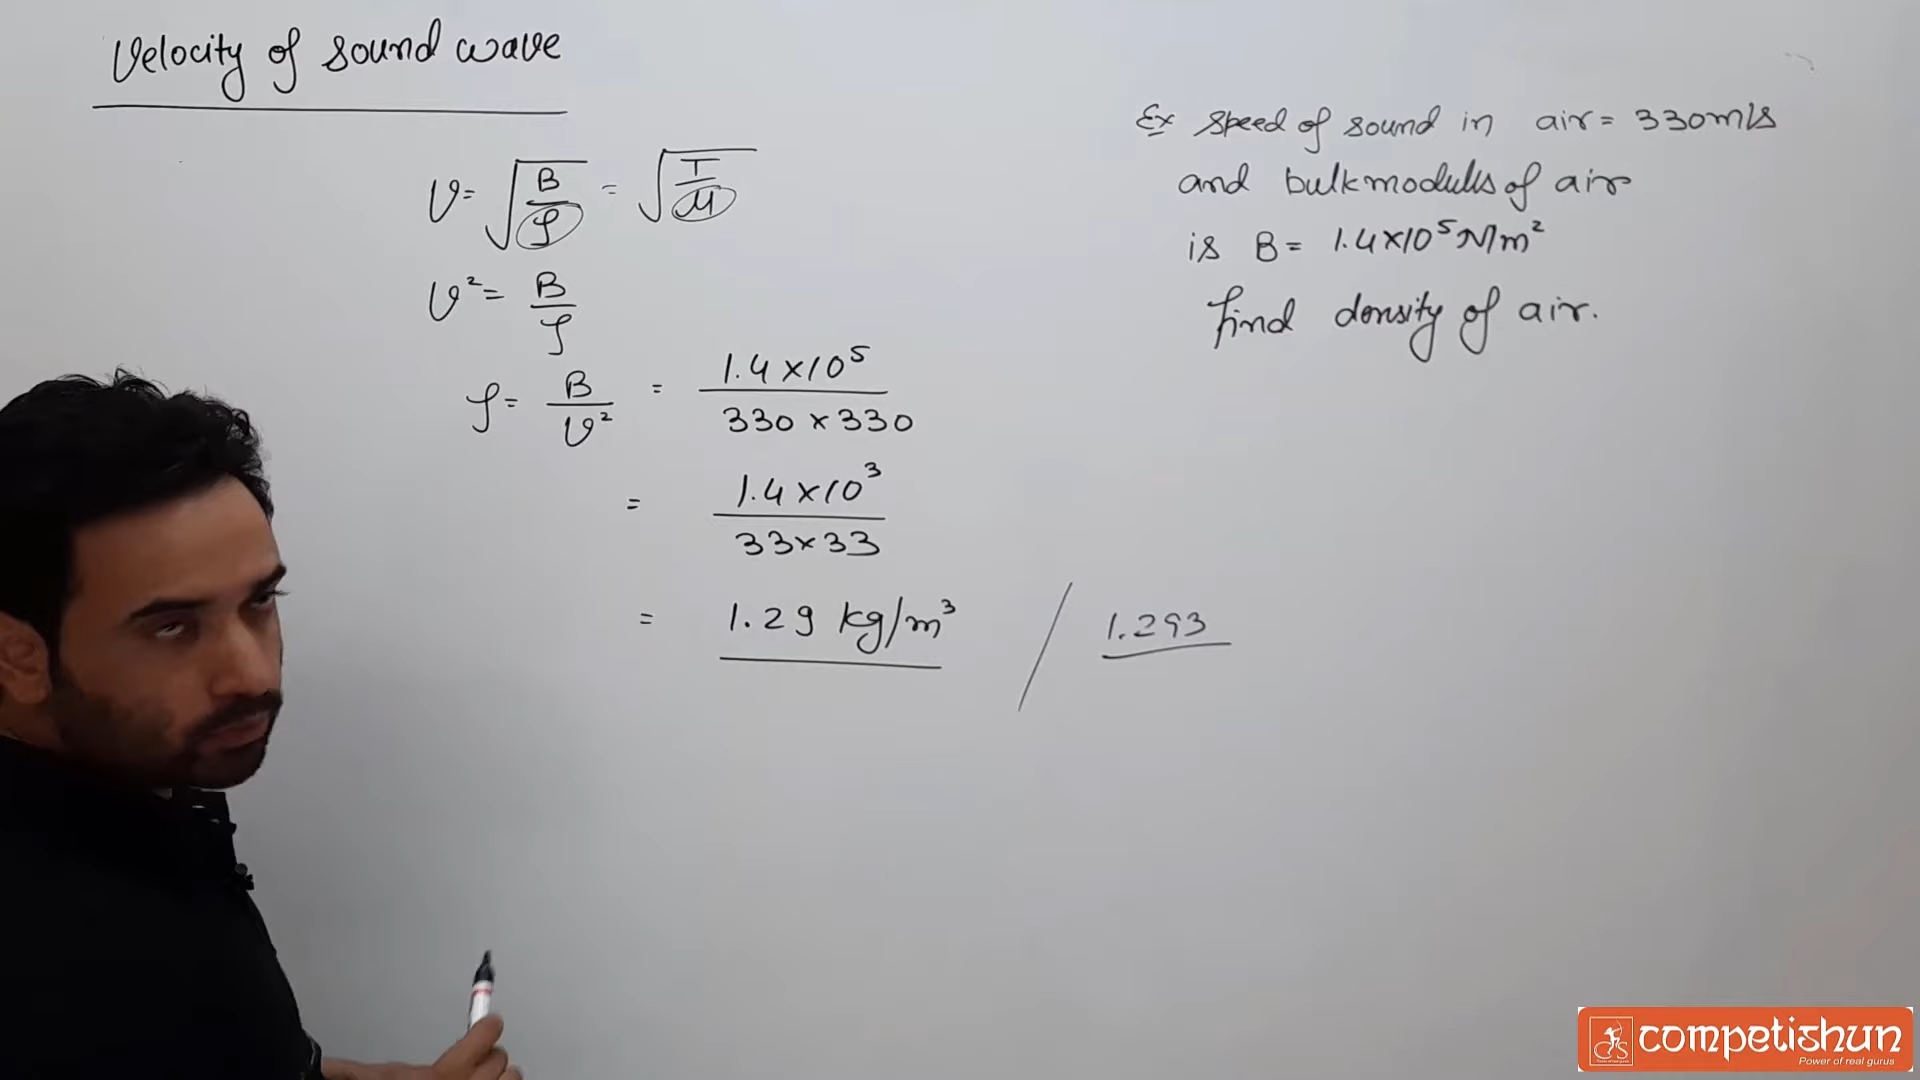 Velocity of sound wave
v = √(B/ρ) = √(T/μ)
v² = B/ρ
ρ = B/v² = 1.4×10⁵ / 330×330
= 1.4×10³ / 33×33
= 1.29 kg/m³ / 1.293
Ex speed of sound in air = 330m/s
and bulkmodulus of air
is B = 1.4×10⁵ N/m²
find density of air.
competishun
Power of real gurus